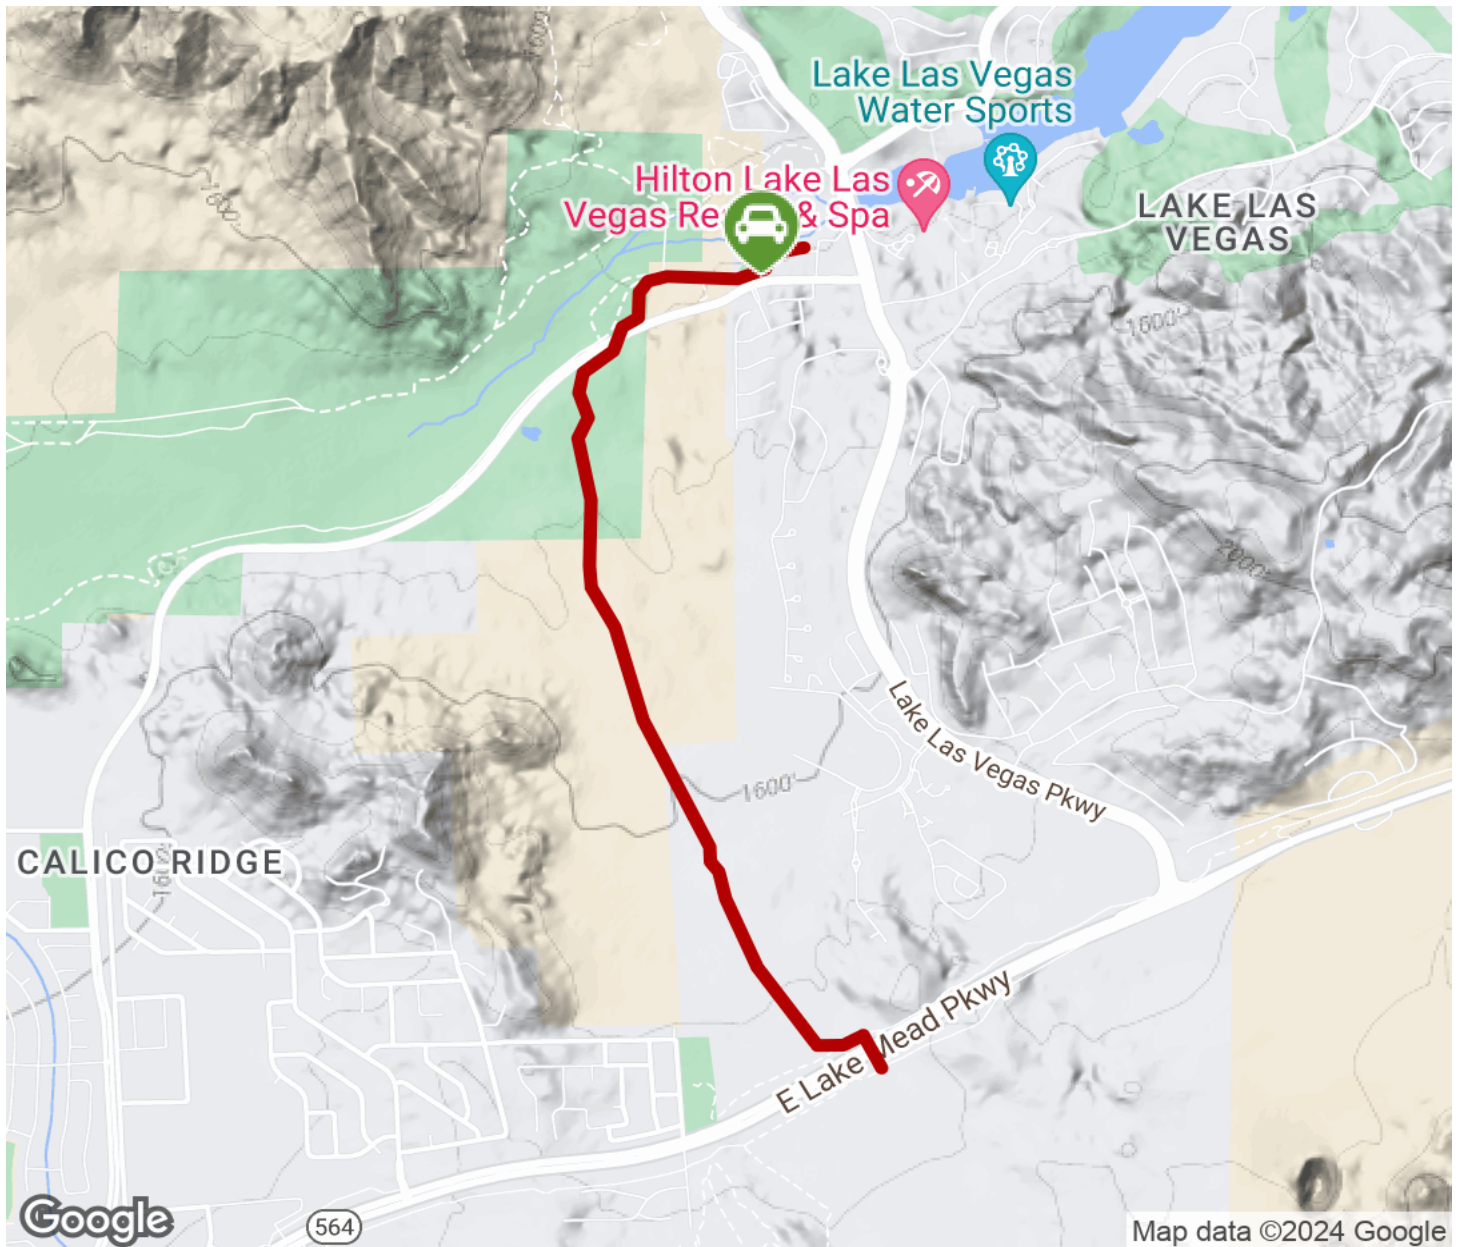 1600
Lake Las Vegas
Water Sports
Hilton Lake Las
Vegas Re & Spa
LAKE LAS
VEGAS
1600'
2000'
Lake Las Vegas Pkwy
1600'
CALICO RIDGE
E Lake Mead Pkwy
564
Google
Map data ©2024 Google